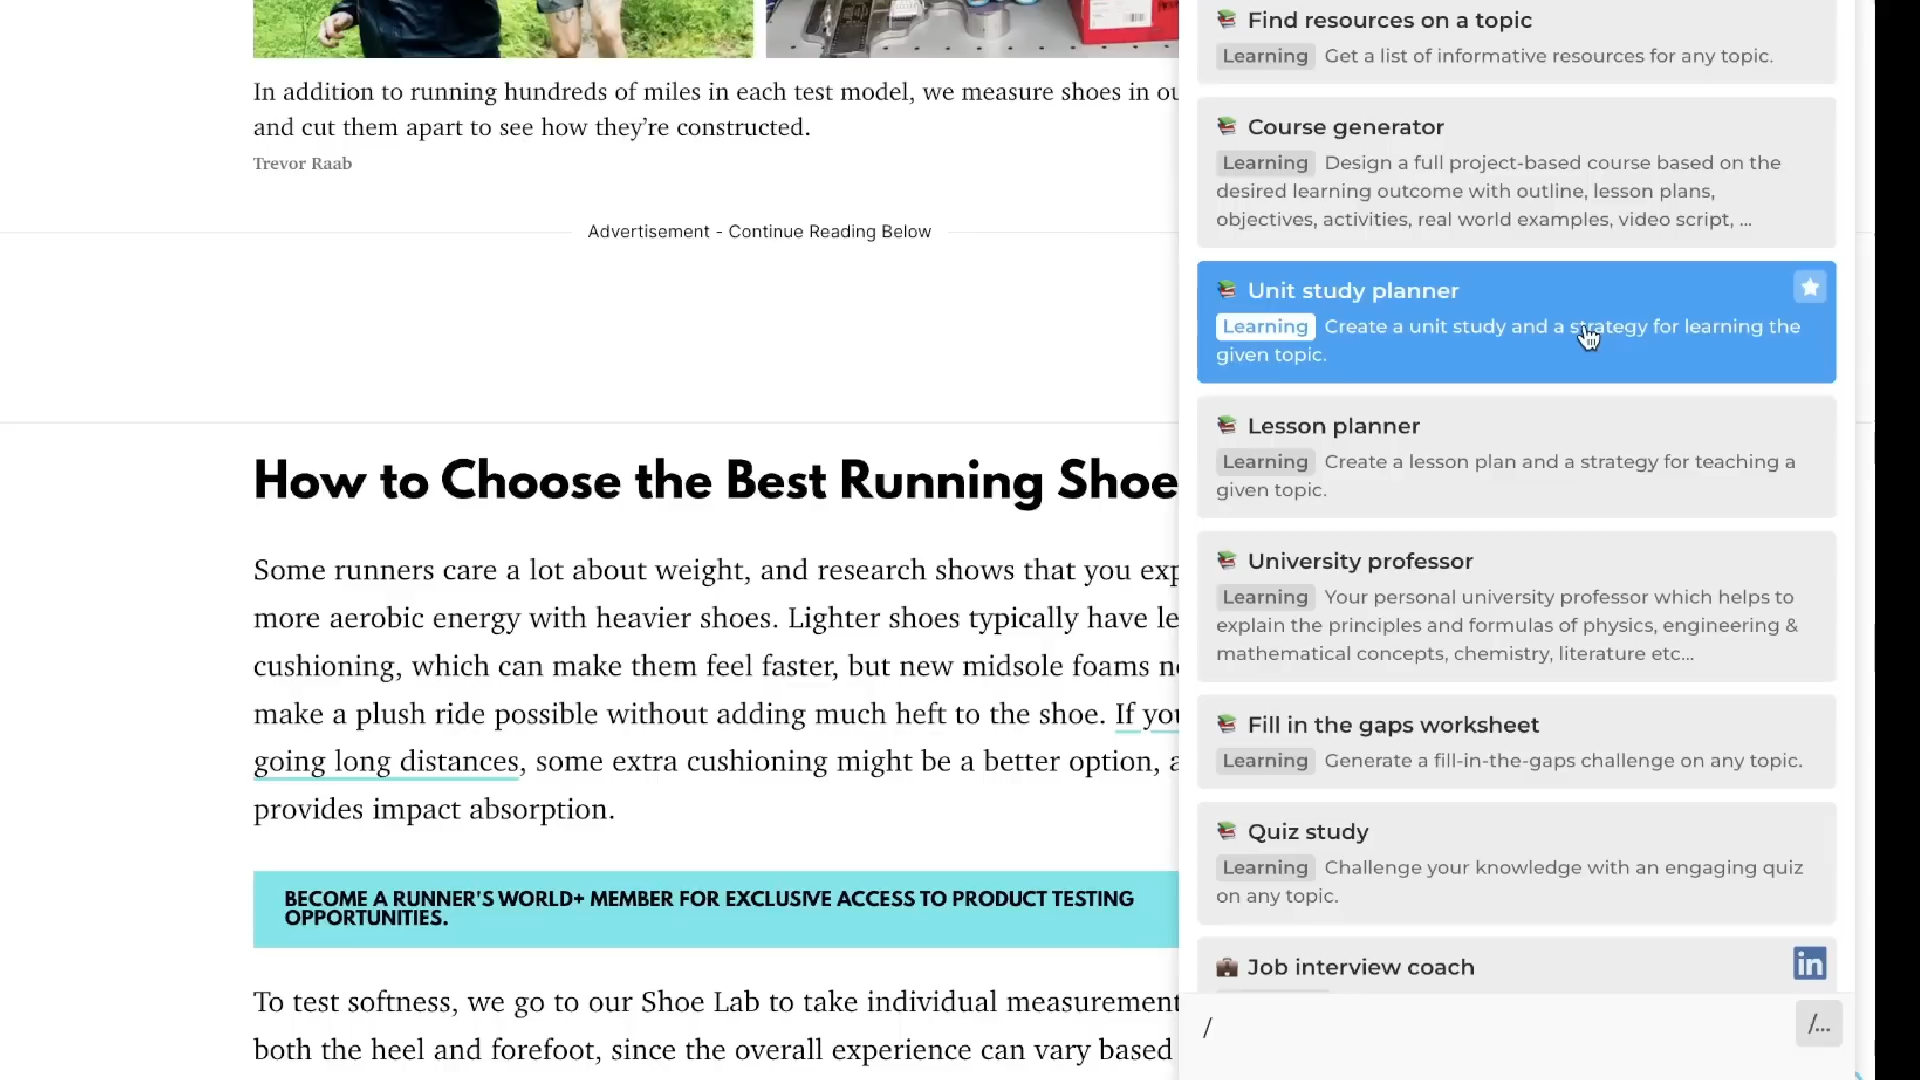 In addition to running hundreds of miles in each test model, we measure shoes in
and cut them apart to see how they're constructed.
Trevor Raab
Advertisement - Continue Reading Below
How to Choose the Best Running Shoe
Some runners care a lot about weight, and research shows that you
more aerobic energy with heavier shoes. Lighter shoes typically have
cushioning, which can make them feel faster, but new midsole foams
make a plush ride possible without adding much heft to the shoe. If
going long distances, some extra cushioning might be a better option,
provides impact absorption.
BECOME A RUNNER'S WORLD+ MEMBER FOR EXCLUSIVE ACCESS TO PRODUCT TESTING
OPPORTUNITIES.
To test softness, we go to our Shoe Lab to take individual measurement
both the heel and forefoot, since the overall experience can vary based
Find resources on a topic
Learning Get a list of informative resources for any topic.
Course generator
Learning Design a full project-based course based on the
desired learning outcome with outline, lesson plans,
objectives, activities, real world examples, video script, ...
Unit study planner
Learning Create a unit study and a strategy for learning the
given topic.
Lesson planner
Learning Create a lesson plan and a strategy for teaching a
given topic.
University professor
Learning Your personal university professor which helps to
explain the principles and formulas of physics, engineering &
mathematical concepts, chemistry, literature etc...
Fill in the gaps worksheet
Learning Generate a fill-in-the-gaps challenge on any topic.
Quiz study
Learning Challenge your knowledge with an engaging quiz
on any topic.
Job interview coach
in
/
/...